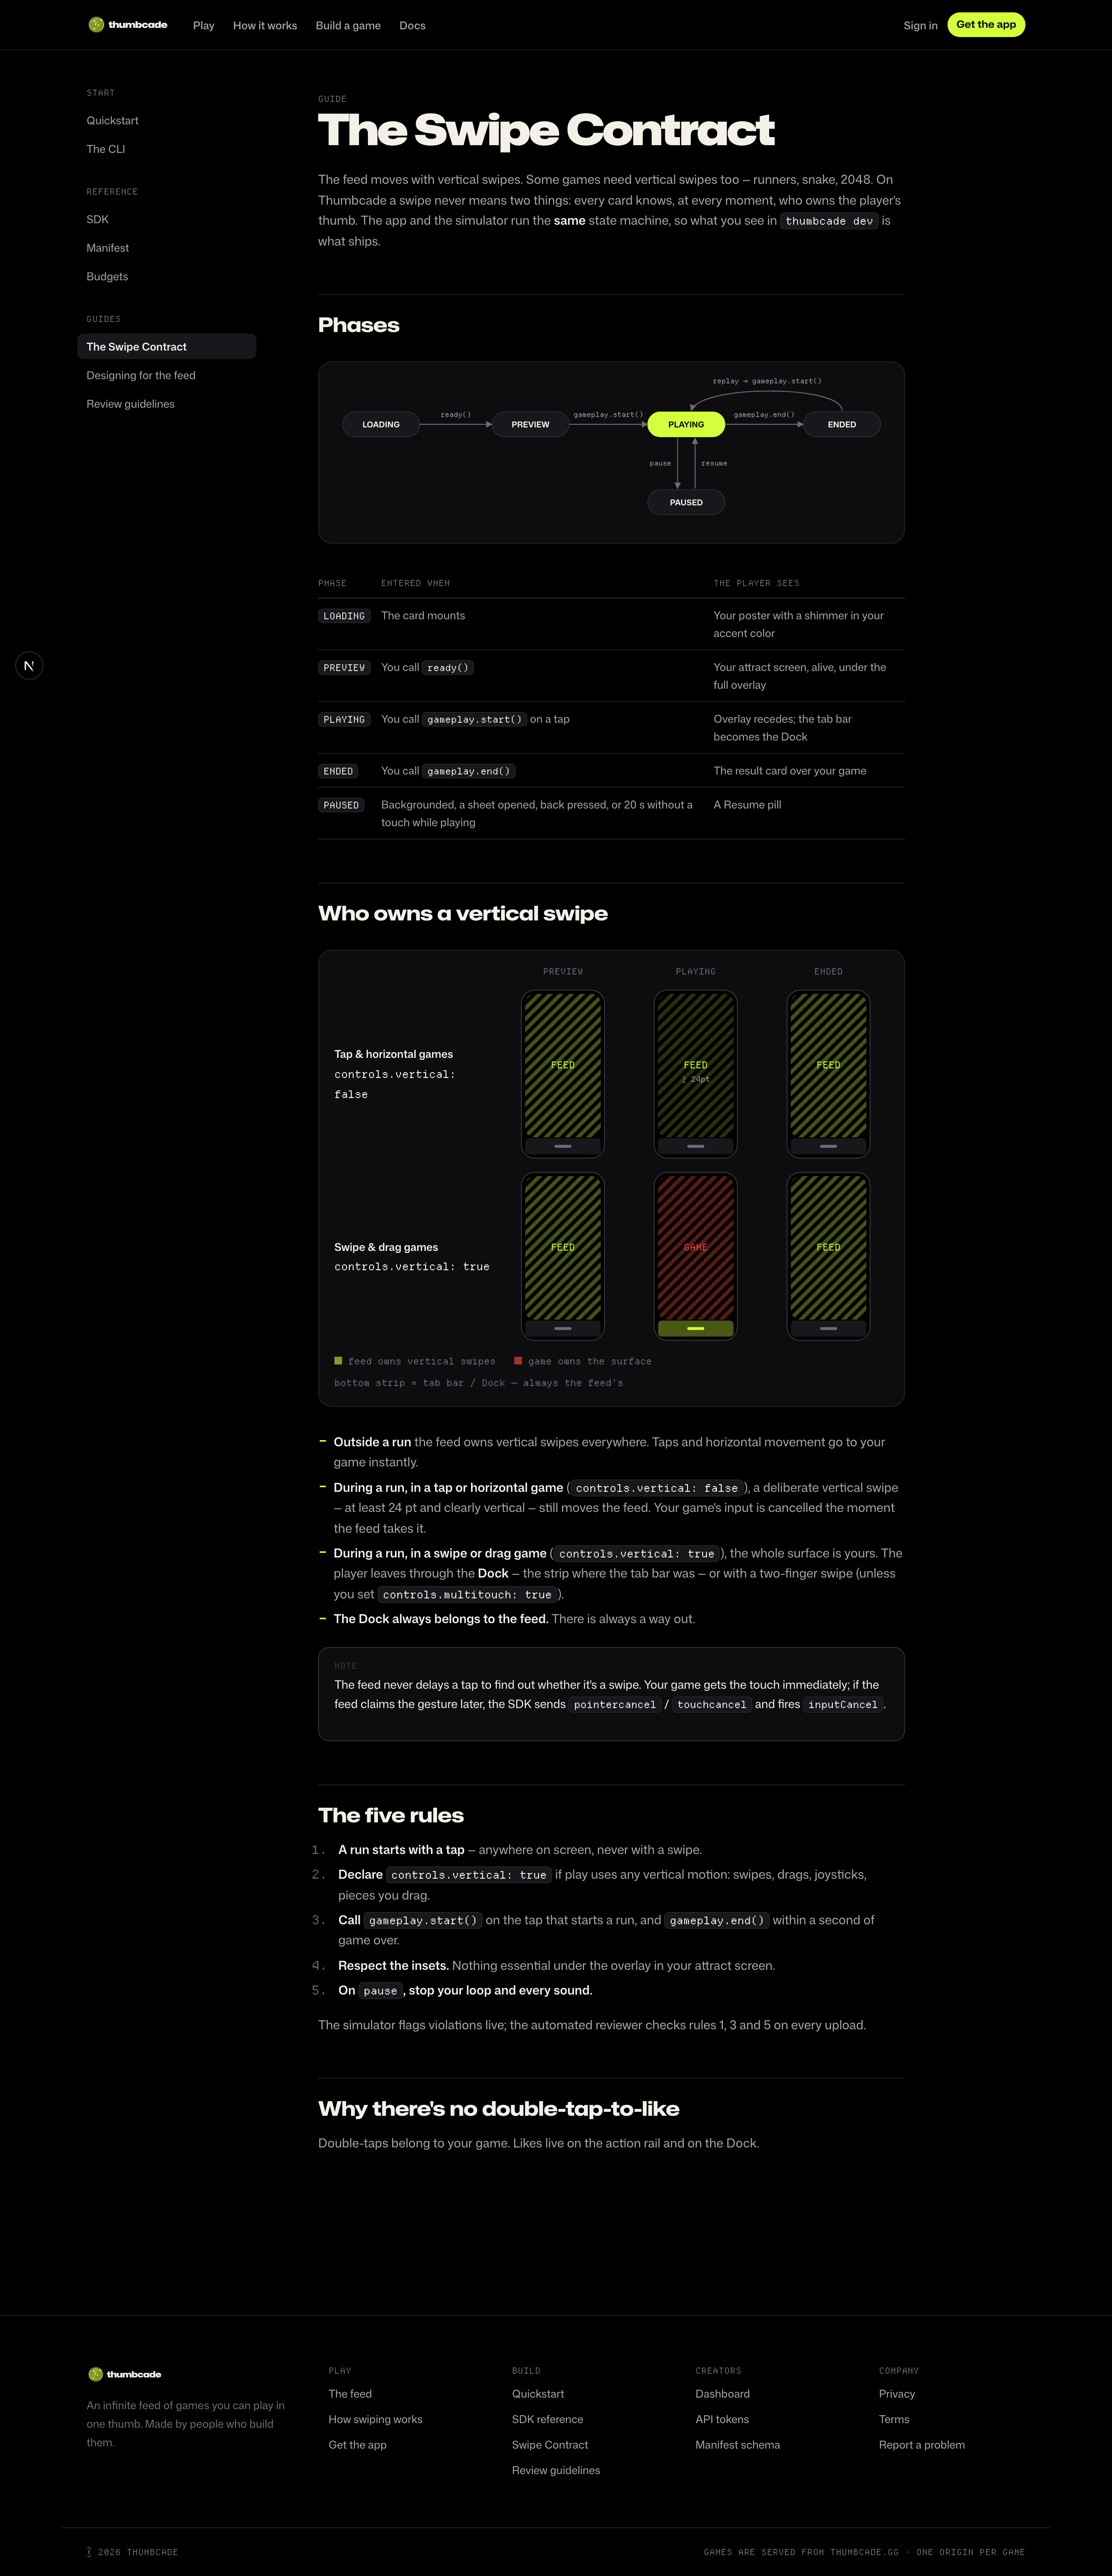 thumbcade
Play
How it works
Build a game
Docs
Sign in
Get the app
START
Quickstart
The CLI
REFERENCE
SDK
Manifest
Budgets
GUIDES
The Swipe Contract
Designing for the feed
Review guidelines
GUIDE
The Swipe Contract
The feed moves with vertical swipes. Some games need vertical swipes too — runners, snake, 2048. On
Thumbcade a swipe never means two things: every card knows, at every moment, who owns the player's
thumb. The app and the simulator run the same state machine, so what you see in thumbcade dev is
what ships.
Phases
replay → gameplay.start()
LOADING
ready()
PREVIEW
gameplay.start()
PLAYING
gameplay.end()
ENDED
pause
resume
PAUSED
PHASE ENTERED WHEN THE PLAYER SEES
LOADING The card mounts Your poster with a shimmer in your
accent color
PREVIEW You call ready() Your attract screen, alive, under the
full overlay
PLAYING You call gameplay.start() on a tap Overlay recedes; the tab bar
becomes the Dock
ENDED You call gameplay.end() The result card over your game
PAUSED Backgrounded, a sheet opened, back pressed, or 20 s without a A Resume pill
touch while playing
Who owns a vertical swipe
PREVIEW PLAYING ENDED
Tap & horizontal games
controls.vertical:
false
FEED
FEED
24pt
FEED
Swipe & drag games
controls.vertical: true
FEED
GAME
FEED
feed owns vertical swipes
game owns the surface
bottom strip = tab bar / Dock — always the feed's
– Outside a run the feed owns vertical swipes everywhere. Taps and horizontal movement go to your
game instantly.
– During a run, in a tap or horizontal game (controls.vertical: false), a deliberate vertical swipe
— at least 24 pt and clearly vertical — still moves the feed. Your game's input is cancelled the moment
the feed takes it.
– During a run, in a swipe or drag game (controls.vertical: true), the whole surface is yours. The
player leaves through the Dock — the strip where the tab bar was — or with a two-finger swipe (unless
you set controls.multitouch: true).
– The Dock always belongs to the feed. There is always a way out.
NOTE
The feed never delays a tap to find out whether it's a swipe. Your game gets the touch immediately; if the
feed claims the gesture later, the SDK sends pointercancel / touchcancel and fires inputCancel.
The five rules
1. A run starts with a tap — anywhere on screen, never with a swipe.
2. Declare controls.vertical: true if play uses any vertical motion: swipes, drags, joysticks,
pieces you drag.
3. Call gameplay.start() on the tap that starts a run, and gameplay.end() within a second of
game over.
4. Respect the insets. Nothing essential under the overlay in your attract screen.
5. On pause, stop your loop and every sound.
The simulator flags violations live; the automated reviewer checks rules 1, 3 and 5 on every upload.
Why there's no double-tap-to-like
Double-taps belong to your game. Likes live on the action rail and on the Dock.
thumbcade
An infinite feed of games you can play in
one thumb. Made by people who build
them.
PLAY
The feed
How swiping works
Get the app
BUILD
Quickstart
SDK reference
Swipe Contract
Review guidelines
CREATORS
Dashboard
API tokens
Manifest schema
COMPANY
Privacy
Terms
Report a problem
2026 THUMBCADE
GAMES ARE SERVED FROM THUMBCADE.GG · ONE ORIGIN PER GAME